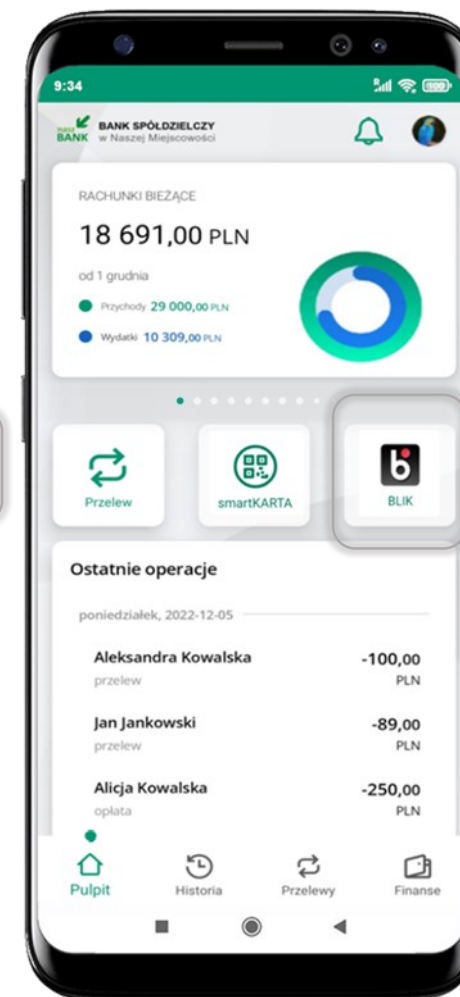 9:34
100
nasz
BANK
BANK SPÓŁDZIELCZY
w Naszej Miejscowości
RACHUNKI BIEŻĄCE
18 691,00 PLN
od 1 grudnia
Przychody 29 000,00 PLN
Wydatki 10 309,00 PLN
Przelew
smartKARTA
b
BLIK
Ostatnie operacje
poniedziałek, 2022-12-05
Aleksandra Kowalska
-100,00
przelew
PLN
Jan Jankowski
-89,00
przelew
PLN
Alicja Kowalska
-250,00
opłata
PLN
Pulpit
Historia
Przelewy
Finanse